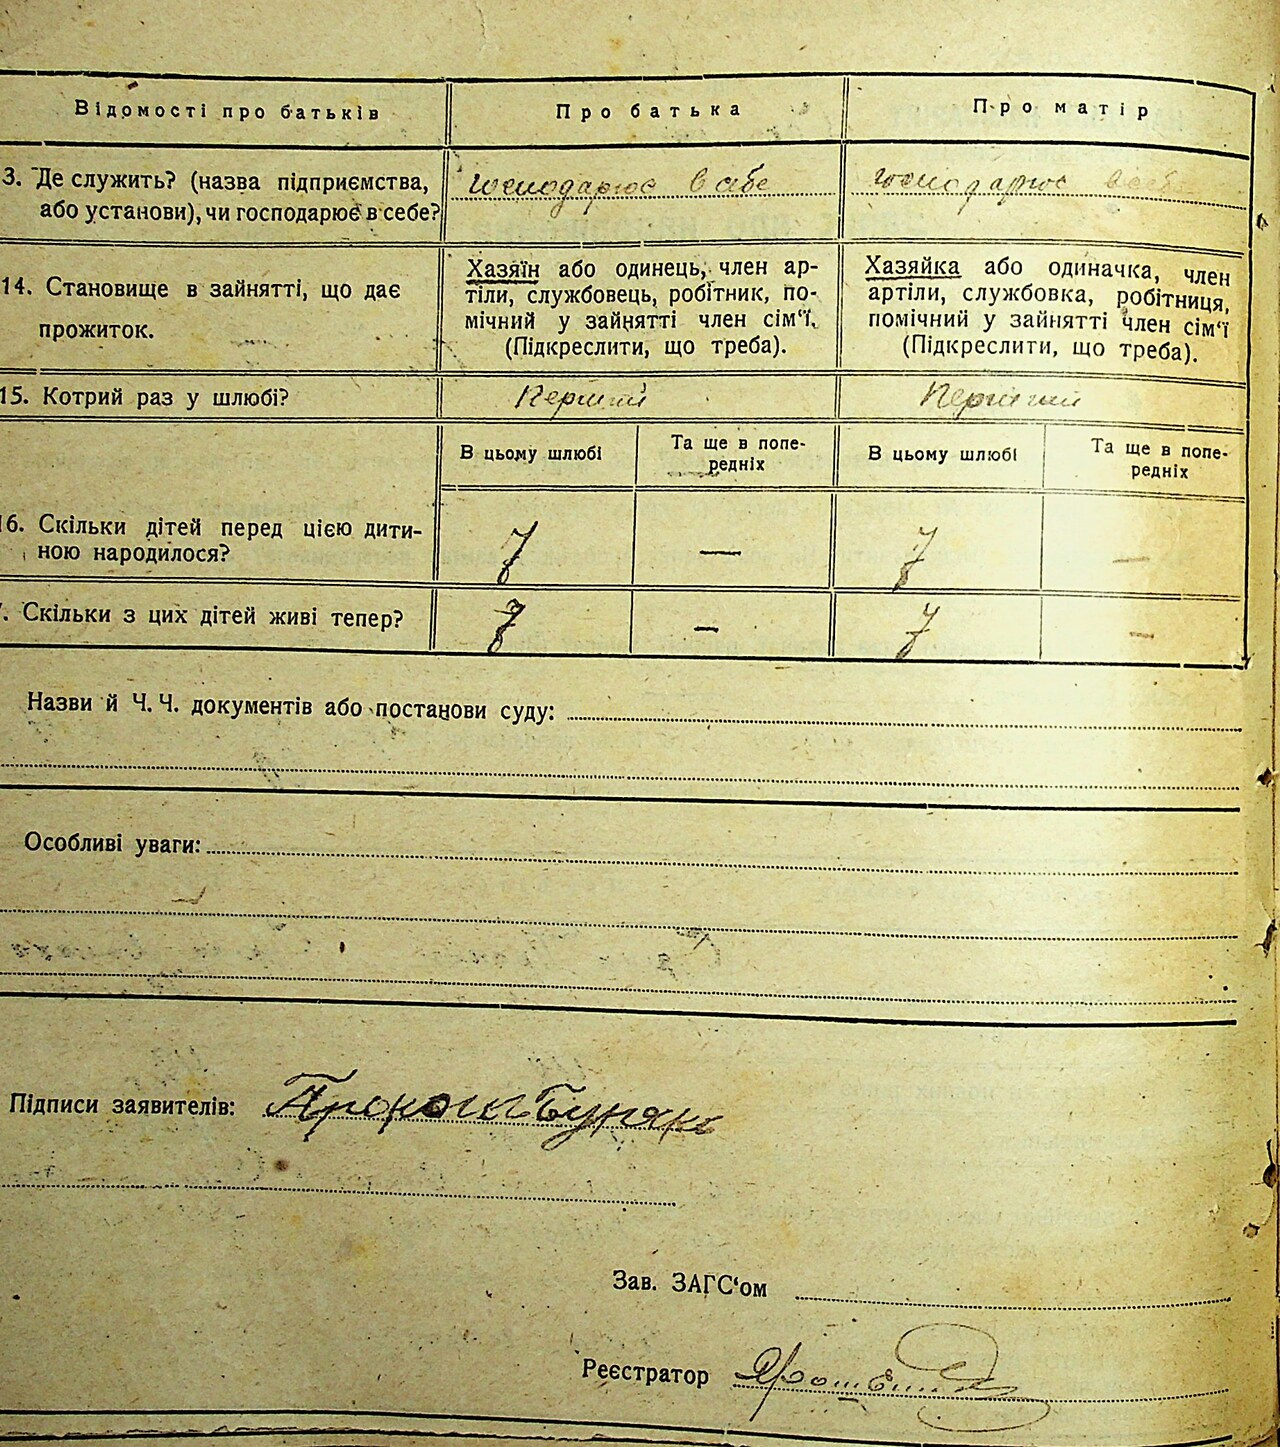 Відомості про батьків Про батька Про матір
3. Де служить? (назва підприємства, господарює в себе господарює в себе
або установи), чи господарює в себе?
14. Становище в зайнятті, що дає прожиток.
Хазяїн або одинець, член ар-
тіли, службовець, робітник, по-
мічний у зайнятті член сім'ї.
(Підкреслити, що треба).
Хазяйка або одиначка, член
артіли, службовка, робітниця,
помічний у зайнятті член сім'ї
(Підкреслити, що треба).
15. Котрий раз у шлюбі? Перший Перший
В цьому шлюбі Та ще в попе-
редніх В цьому шлюбі Та ще в попе-
редніх
16. Скільки дітей перед цією дити-
ною народилося? 7 — 7 —
7. Скільки з цих дітей живі тепер? 7 — 7 —
Назви й Ч. Ч. документів або постанови суду:
Особливі уваги:
Підписи заявителів: Прокоп Буряк
Зав. ЗАГС'ом
Реєстратор